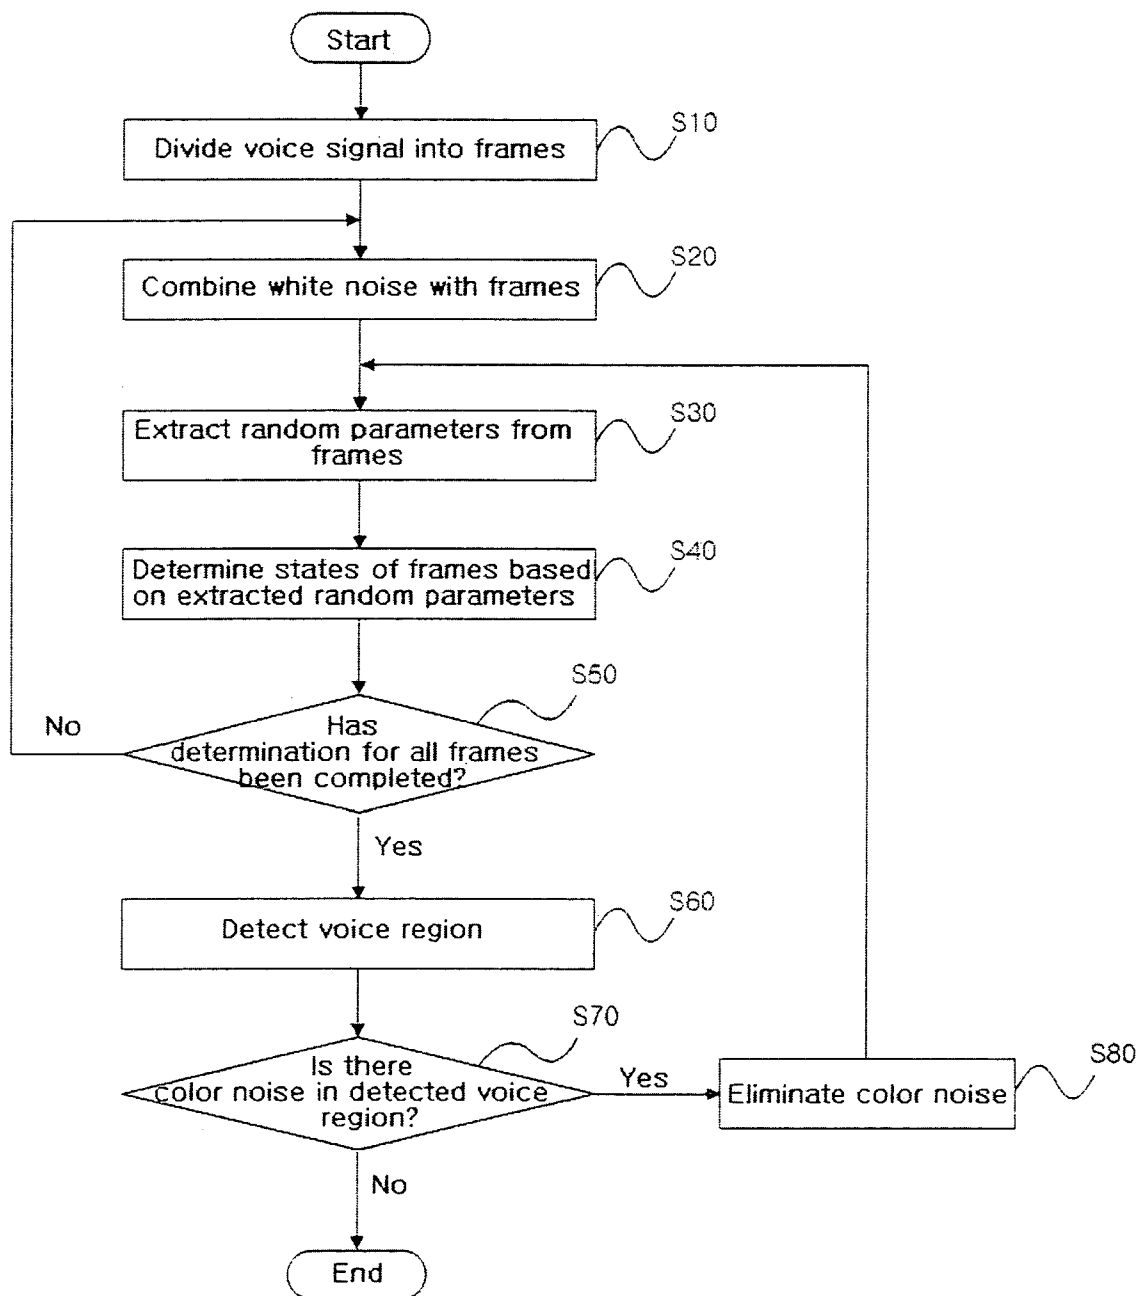 Start
Divide voice signal into frames
S10
Combine white noise with frames
S20
Extract random parameters from
frames
S30
Determine states of frames based
on extracted random parameters
S40
S50
No
Has
determination for all frames
been completed?
Yes
Detect voice region
S60
S70
Is there
color noise in detected voice
region?
Yes
Eliminate color noise
S80
No
End